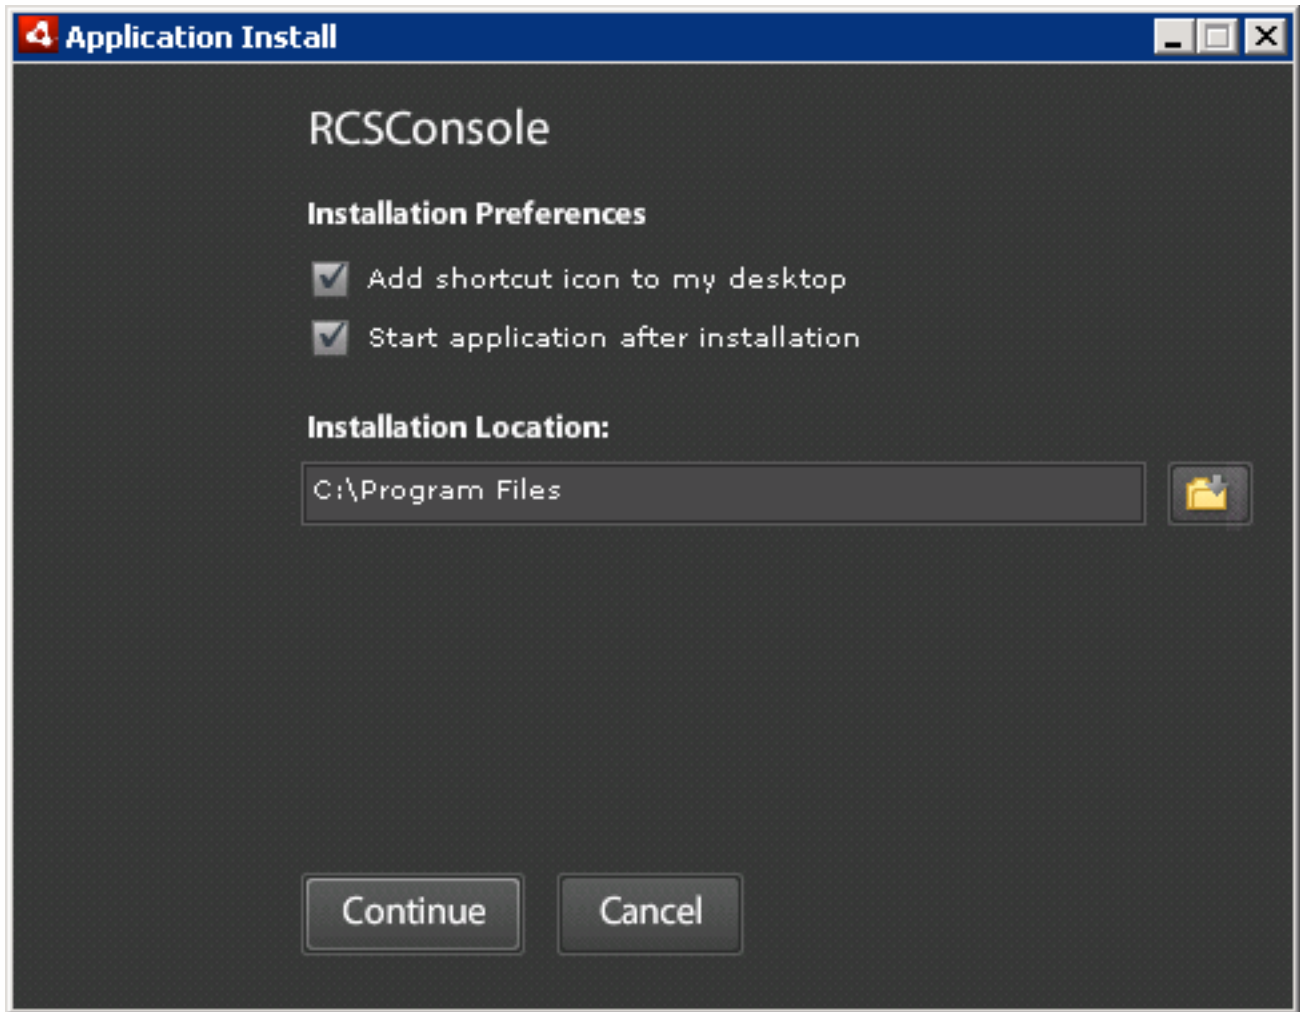 Application Install
RCSConsole
Installation Preferences
Add shortcut icon to my desktop
Start application after installation
Installation Location:
C:\Program Files
Continue
Cancel